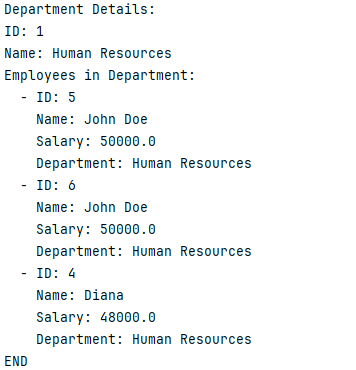 Department Details:
ID: 1
Name: Human Resources
Employees in Department:
  - ID: 5
    Name: John Doe
    Salary: 50000.0
    Department: Human Resources
  - ID: 6
    Name: John Doe
    Salary: 50000.0
    Department: Human Resources
  - ID: 4
    Name: Diana
    Salary: 48000.0
    Department: Human Resources
END